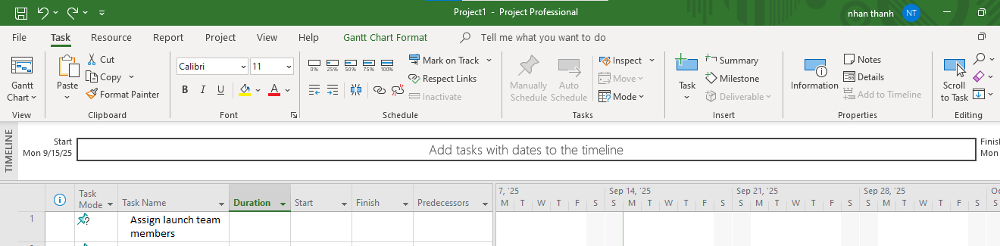 Project1 - Project Professional
nhan thanh NT
File Task Resource Report Project View Help Gantt Chart Format Tell me what you want to do
Gantt Chart
View
Paste
Cut
Copy
Format Painter
Clipboard
Calibri 11
B I U A
Font
0% 25% 50% 75% 100%
Mark on Track
Respect Links
Inactivate
Schedule
Manually Schedule
Auto Schedule
Inspect
Move
Mode
Tasks
Task
Summary
Milestone
Deliverable
Insert
Information
Notes
Details
Add to Timeline
Properties
Scroll to Task
Editing
TIMELINE
Start
Mon 9/15/25
Add tasks with dates to the timeline
Finish
Mon
Task Mode Task Name Duration Start Finish Predecessors
7, '25 Sep 14, '25 Sep 21, '25 Sep 28, '25
M T W T F S S M T W T F S S M T W T F S S M T W T F S S
1 Assign launch team
members